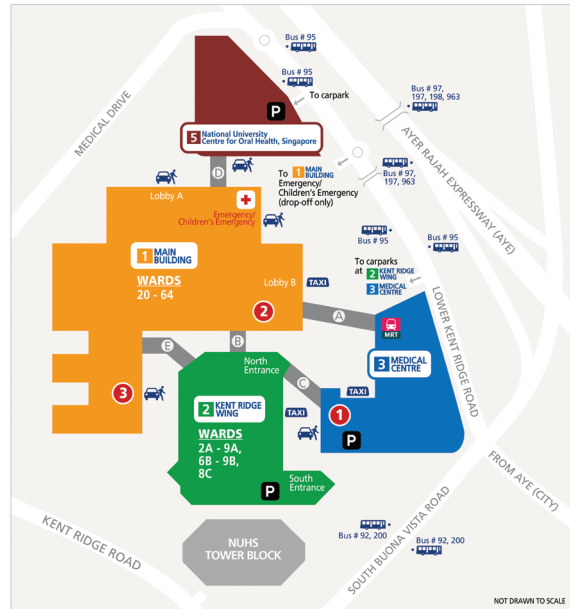 Bus # 95
Bus # 95
Bus # 97,
197, 198, 963
MEDICAL DRIVE
P
To carpark
AYER RAJAH EXPRESSWAY (AYE)
5 National University
Centre for Oral Health, Singapore
D
To 1 MAIN
BUILDING
Emergency/
Children's Emergency
(drop-off only)
Bus # 97,
197, 963
Lobby A
Emergency/
Children's Emergency
Bus # 95
Bus # 95
1 MAIN
BUILDING
WARDS
20 - 64
To carparks
at 2 KENT RIDGE
WING
3 MEDICAL
CENTRE
Lobby B
TAXI
LOWER KENT RIDGE ROAD
2
A
MRT
B
E
North
Entrance
3 MEDICAL
CENTRE
C
3
TAXI
2 KENT RIDGE
WING
TAXI
1
WARDS
2A - 9A,
6B - 9B,
8C
P
FROM AYE (CITY)
South
Entrance
P
KENT RIDGE ROAD
SOUTH BUONA VISTA ROAD
NUHS
TOWER BLOCK
Bus # 92, 200
Bus # 92, 200
NOT DRAWN TO SCALE